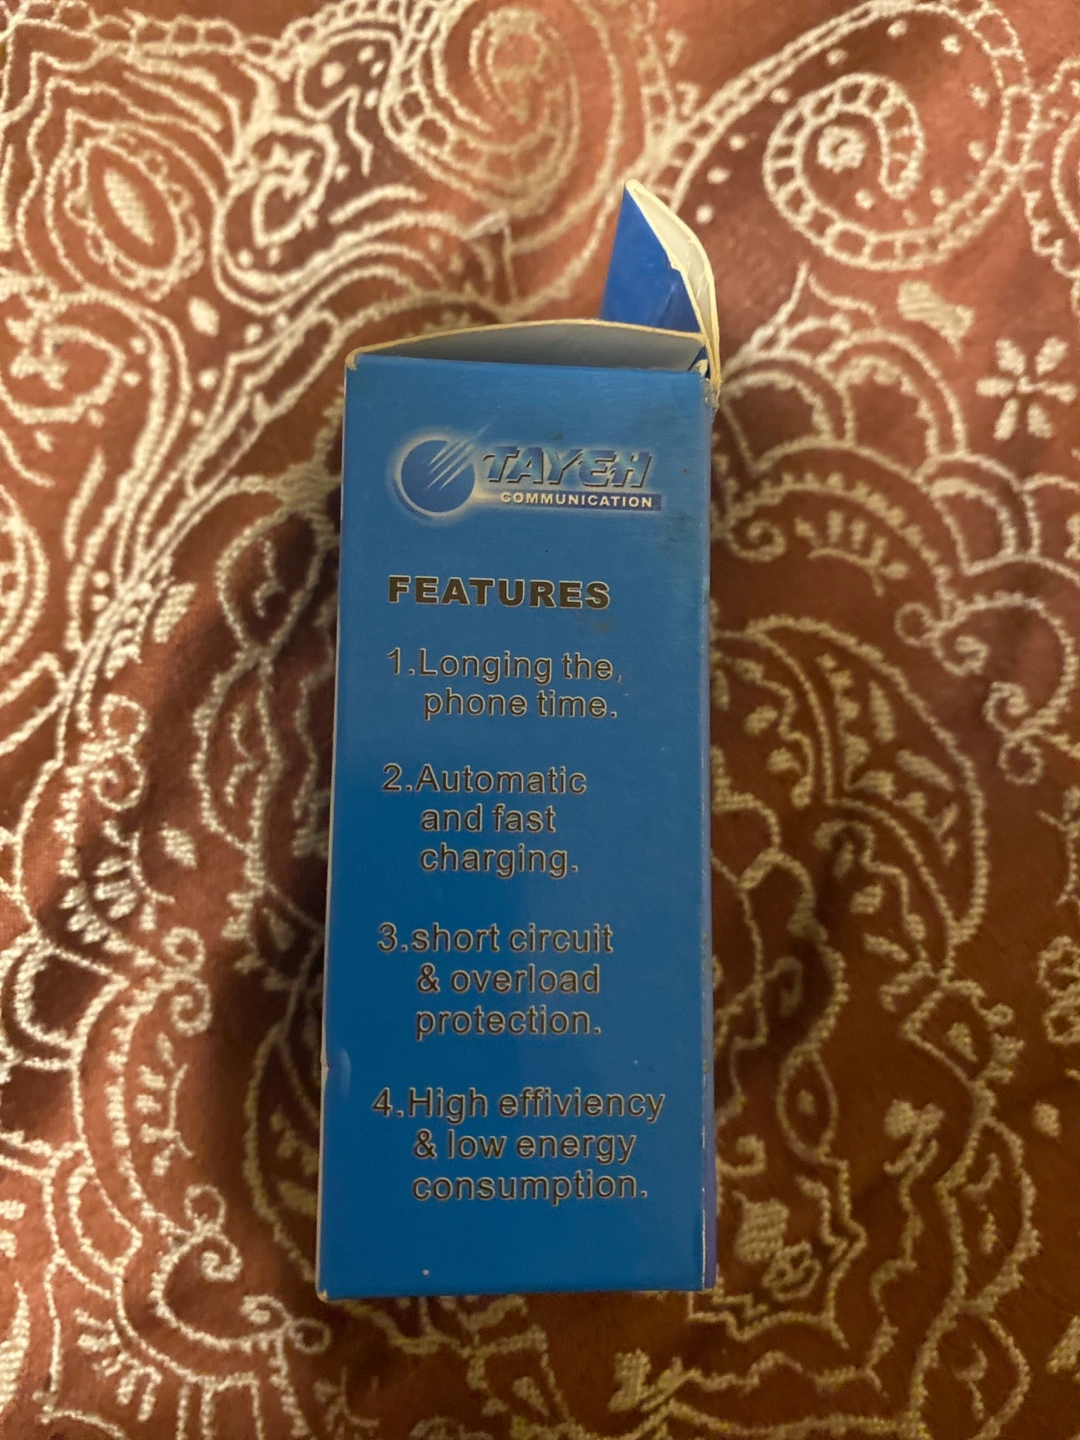 TAYEH
COMMUNICATION
FEATURES
1.Longing the,
phone time.
2.Automatic
and fast
charging.
3.short circuit
& overload
protection.
4.High effiviency
& low energy
consumption.